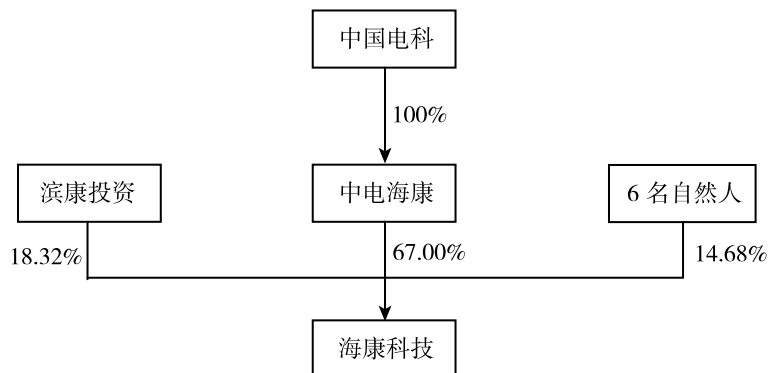 中国电科
100%
滨康投资
中电海康
6 名自然人
18.32%
67.00%
14.68%
海康科技